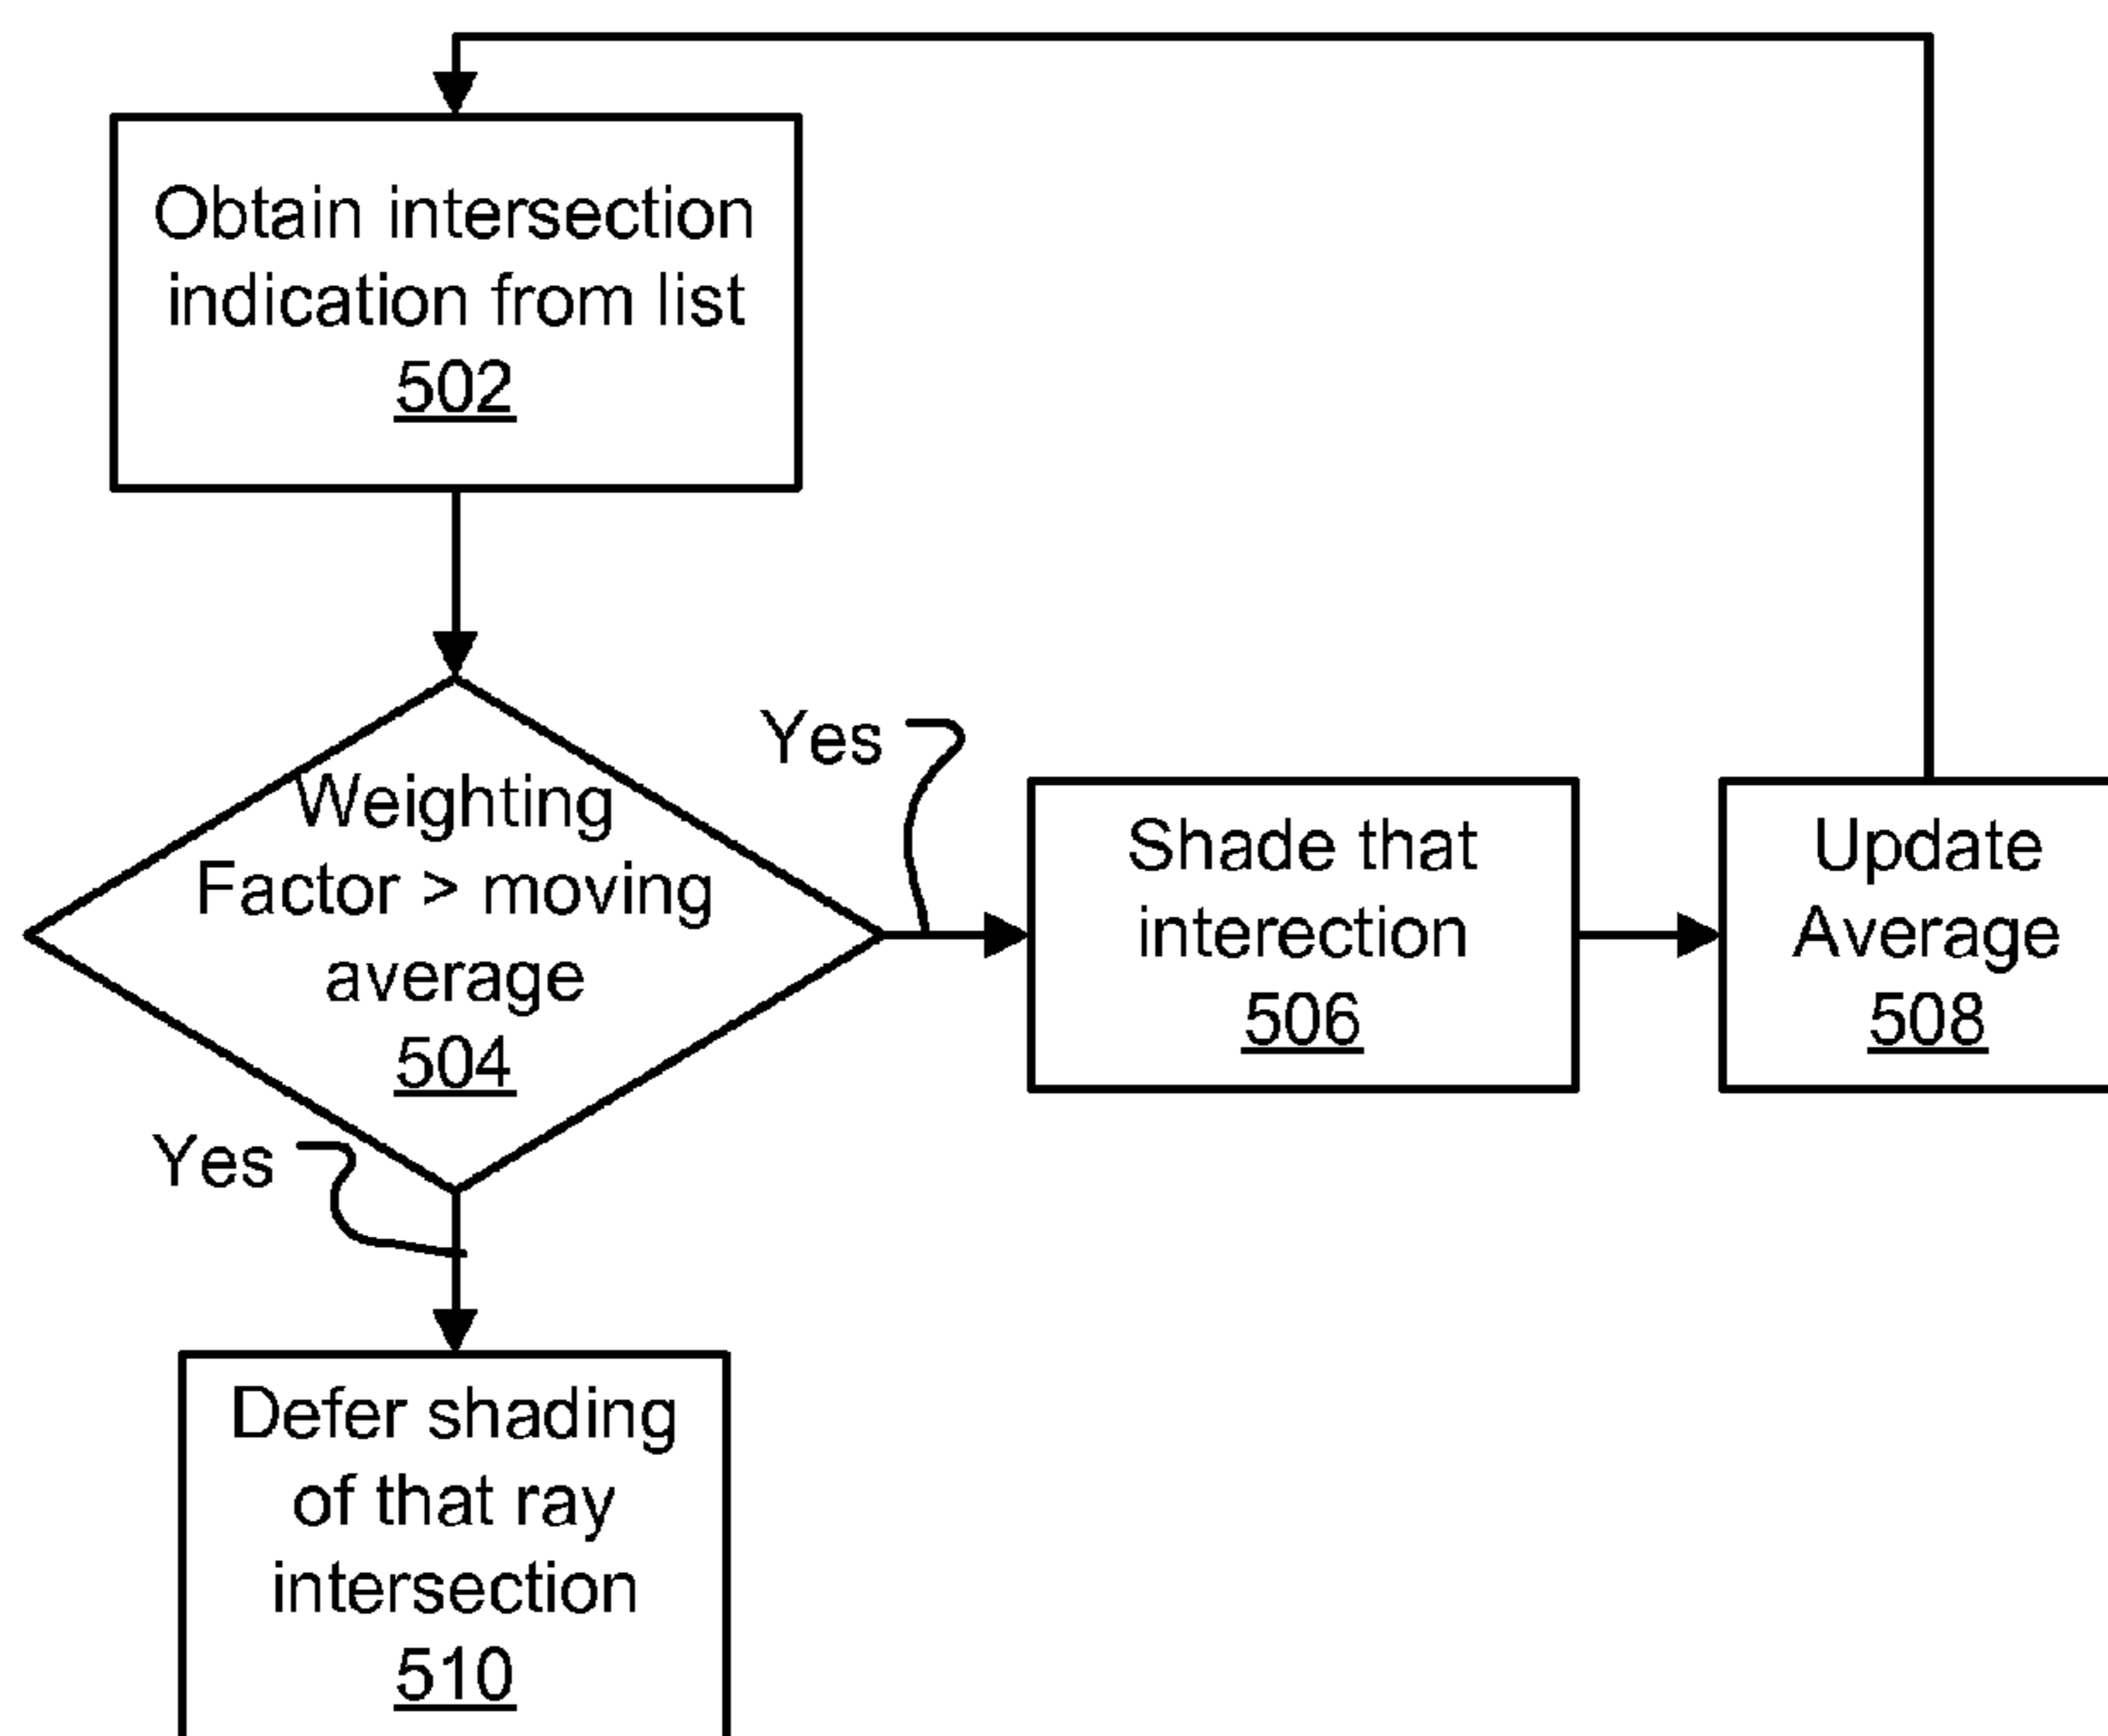 Obtain intersection
indication from list
502
Weighting
Factor > moving
average
504
Yes
Shade that
interection
506
Update
Average
508
Yes
Defer shading
of that ray
intersection
510